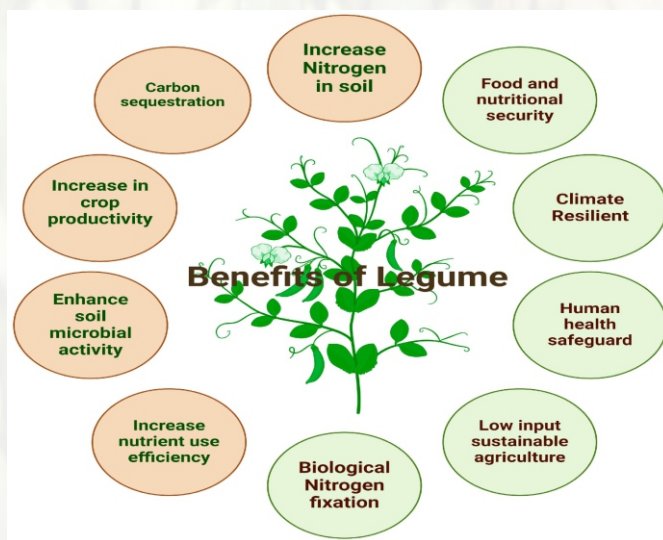 Increase
Nitrogen
in soil
Food and
nutritional
security
Climate
Resilient
Human
health
safeguard
Low input
sustainable
agriculture
Biological
Nitrogen
fixation
Increase
nutrient use
efficiency
Enhance
soil
microbial
activity
Increase in
crop
productivity
Carbon
sequestration
Benefits of Legume